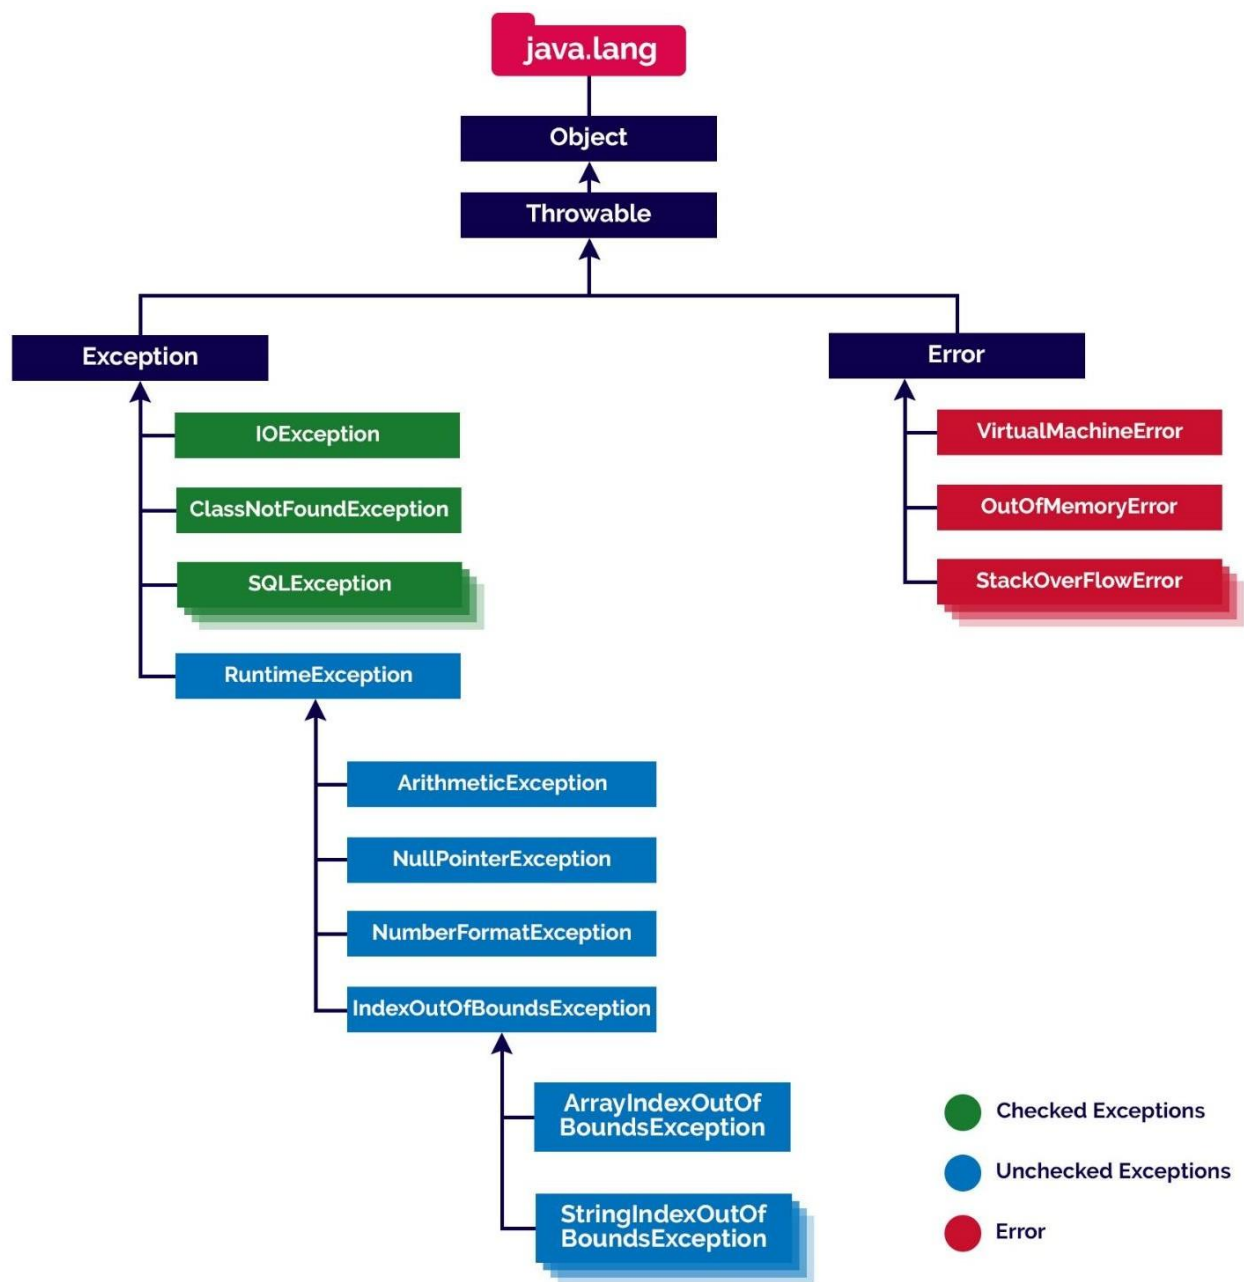 java.lang
Object
Throwable
Exception
Error
IOException
ClassNotFoundException
SQLException
RuntimeException
VirtualMachineError
OutOfMemoryError
StackOverFlowError
ArithmeticException
NullPointerException
NumberFormatException
IndexOutOfBoundsException
ArrayIndexOutOf
BoundsException
StringIndexOutOf
BoundsException
Checked Exceptions
Unchecked Exceptions
Error